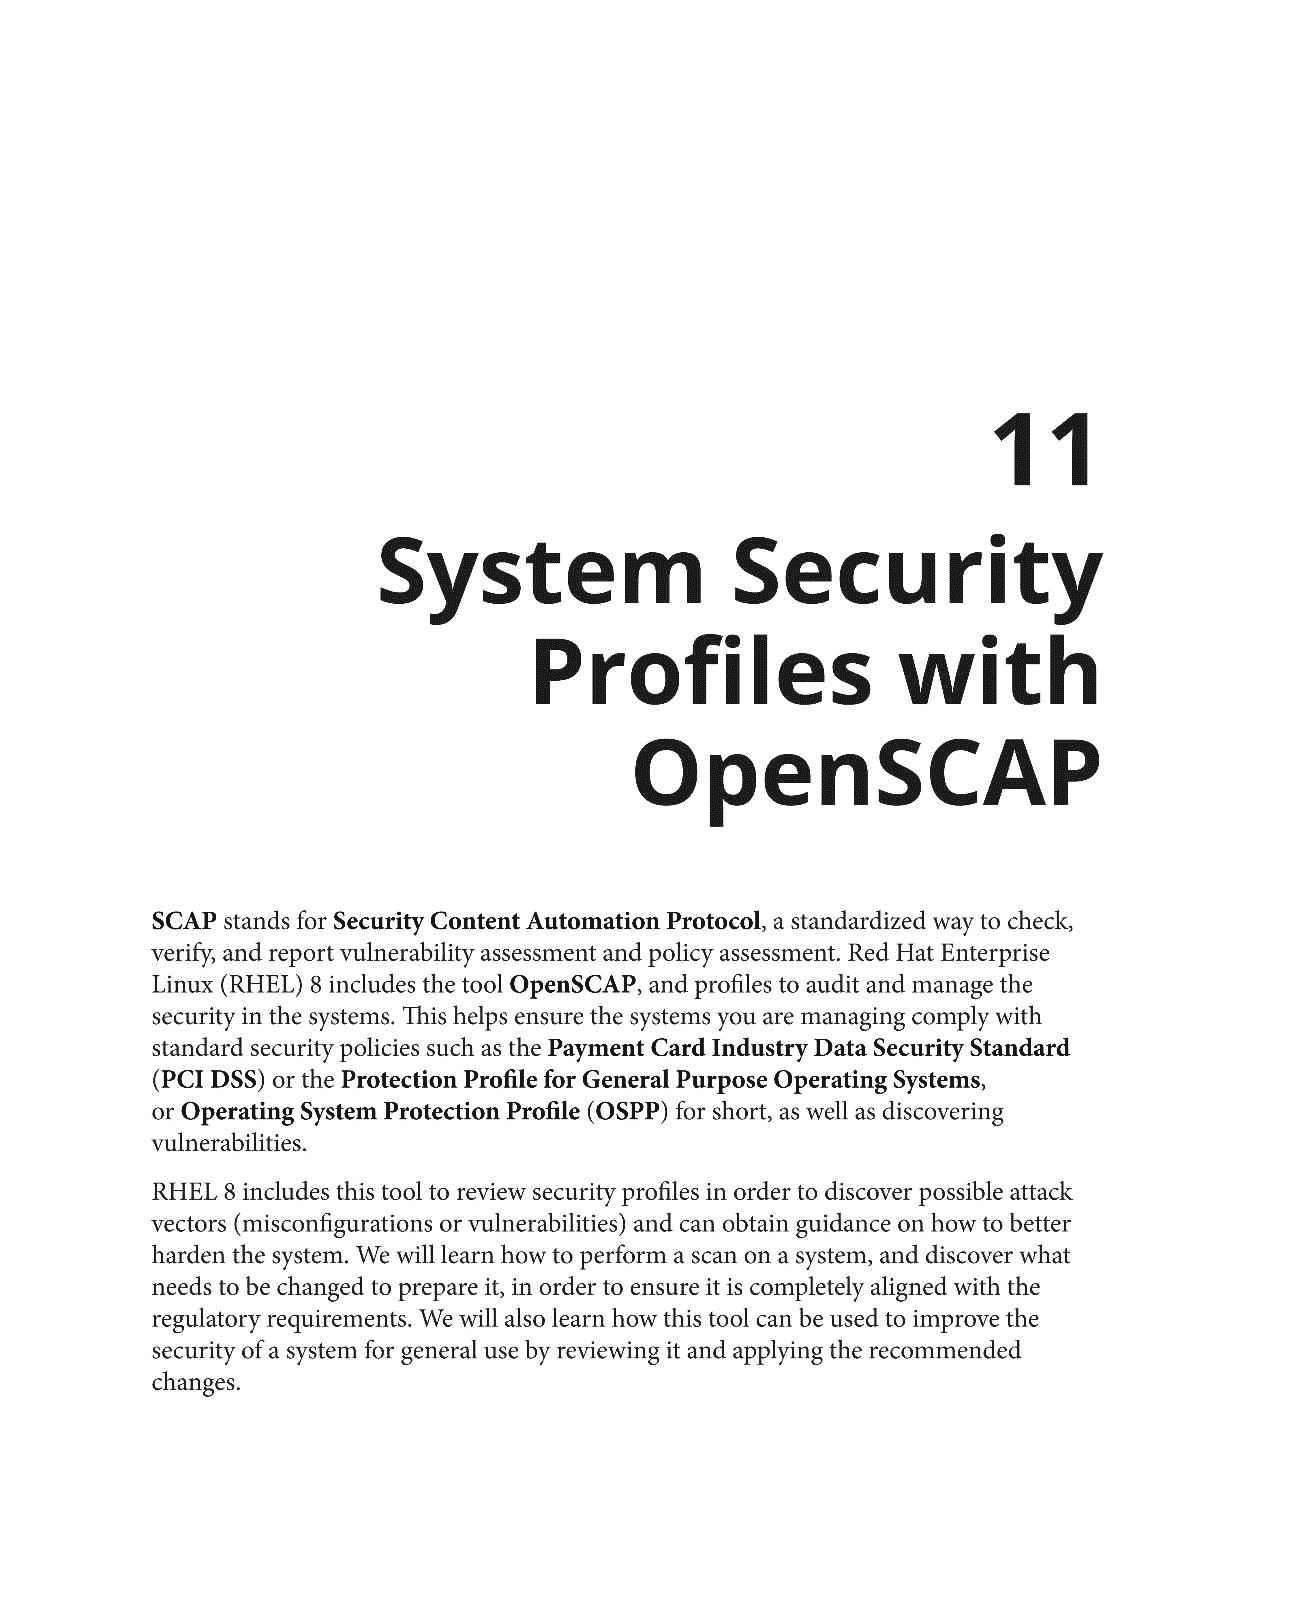 11
System Security
Profiles with
OpenSCAP
SCAP stands for Security Content Automation Protocol, a standardized way to check,
verify, and report vulnerability assessment and policy assessment. Red Hat Enterprise
Linux (RHEL) 8 includes the tool OpenSCAP, and profiles to audit and manage the
security in the systems. This helps ensure the systems you are managing comply with
standard security policies such as the Payment Card Industry Data Security Standard
(PCI DSS) or the Protection Profile for General Purpose Operating Systems,
or Operating System Protection Profile (OSPP) for short, as well as discovering
vulnerabilities.
RHEL 8 includes this tool to review security profiles in order to discover possible attack
vectors (misconfigurations or vulnerabilities) and can obtain guidance on how to better
harden the system. We will learn how to perform a scan on a system, and discover what
needs to be changed to prepare it, in order to ensure it is completely aligned with the
regulatory requirements. We will also learn how this tool can be used to improve the
security of a system for general use by reviewing it and applying the recommended
changes.